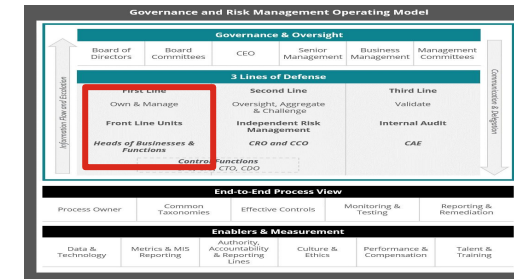 Governance and Risk Management Operating Model
Governance & Oversight
Board of Directors
Board Committees
CEO
Senior Management
Business Management
Management Committees
Information Flow and Escalation
Communication & Delegation
3 Lines of Defense
First Line
Second Line
Third Line
Own & Manage
Oversight, Aggregate & Challenge
Validate
Front Line Units
Independent Risk Management
Internal Audit
Heads of Businesses & Functions
CRO and CCO
CAE
Control Functions
CTO, CDO
End-to-End Process View
Process Owner
Common Taxonomies
Effective Controls
Monitoring & Testing
Reporting & Remediation
Enablers & Measurement
Data & Technology
Metrics & MIS Reporting
Authority, Accountability & Reporting Lines
Culture & Ethics
Performance & Compensation
Talent & Training